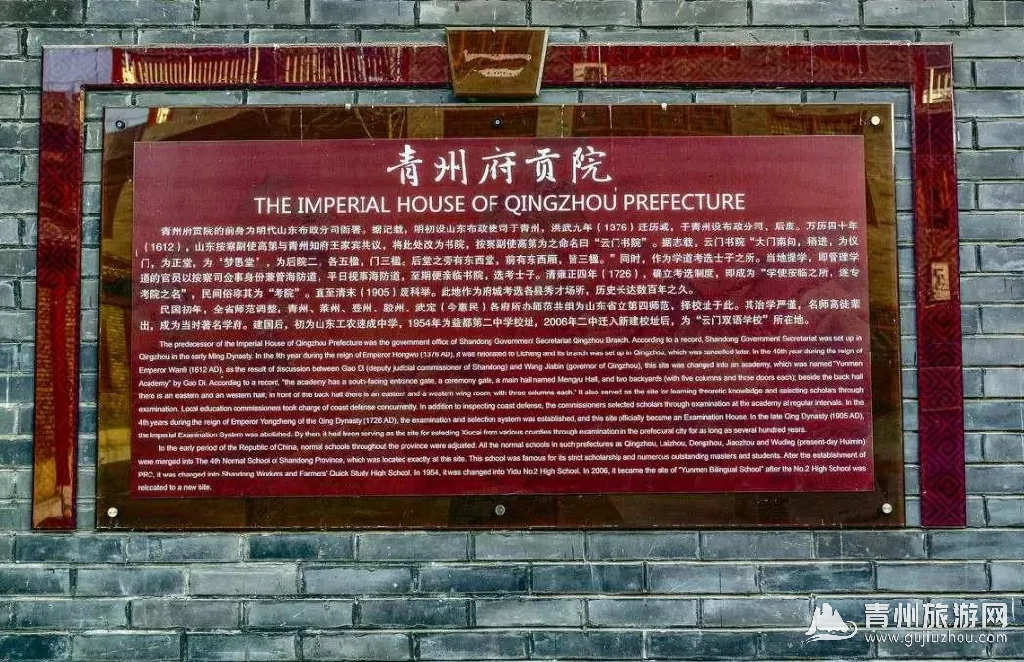 青州府贡院
THE IMPERIAL HOUSE OF QINGZHOU PREFECTURE
青州府贡院的前身为明代山东布政分司衙署。据记载，明初设山东布政使司于青州，洪武九年（1376）迁历城，于青州设布政分司，后废。万历四十年
（1612），山东按察副使高第与青州知府王家宾共议，将此处改为书院，按察副使高第为之命名曰“云门书院”。据志载，云门书院“大门南向，稍进，为仪
门，为正堂，为‘梦愚堂’，为后院二，各五楹，门三楹。后堂之旁有东西堂，前有东西厢，皆三楹。”同时，作为学道考选士子之所。当地提学，即管理学
道的官员以按察司佥事身份兼管海防道，平日视事海防道，至期便亲临书院，选考士子。清雍正四年（1726），确立考选制度，即成为“学使按临之所，遂专
考院之名”，民间俗称其为“考院”。直至清末（1905）废科举。此地作为府城考选各县秀才场所，历史长达数百年之久。
民国初年，全省师范调整，青州、莱州、登州、胶州、武定（今惠民）各府所办师范共组为山东省立第四师范，择校址于此。其治学严谨，名师高徒辈
出，成为当时著名学府。建国后，初为山东工农速成中学，1954年为益都第二中学校址，2006年二中迁入新建校址后，为“云门双语学校”所在地。
The predecessor of the Imperial House of Qingzhou Prefecture was the government office of Shandong Government Secretariat Qingzhou Branch. According to a record, Shandong Government Secretariat was set up in
Qingzhou in the early Ming Dynasty. In the 9th year during the reign of Emperor Hongwu (1376 AD), it was relocated to Licheng and its branch was set up in Qingzhou, which was cancelled later. In the 40th year during the reign of
Emperor Wanli (1612 AD), as the result of discussion between Gao Di (deputy judicial commissioner of Shandong) and Wang Jiabin (governor of Qingzhou), this site was changed into an academy, which was named "Yunmen
Academy" by Gao Di. According to a record, "the academy has a south-facing entrance gate, a ceremony gate, a main hall named Mengyu Hall, and two backyards (with five columns and three doors each); beside the back hall
there is an eastern and an western hall; in front of the back hall there is an eastern and a western wing room, with three columns each." It also served as the site for learning theoretic knowledge and selecting scholars through
examination. Local education commissioners took charge of coast defense concurrently. In addition to inspecting coast defense, the commissioners selected scholars through examination at the academy at regular intervals. In the
4th years during the reign of Emperor Yongzheng of the Qing Dynasty (1726 AD), the examination and selection system was established, and this site officially become an Examination House. In the late Qing Dynasty (1905 AD),
the Imperial Examination System was abolished. By then it had been serving as the site for selecting Xiucai from various counties through examination in the prefecural city for as long as several hundred years.
In the early period of the Republic of China, normal schools throughout the province were adjusted. All the normal schools in such prefectures as Qingzhou, Laizhou, Dengzhou, Jiaozhou and Wuding (present-day Huimin)
were merged into The 4th Normal School of Shandong Province, which was located exactly at this site. This school was famous for its strict scholarship and numerous outstanding masters and students. After the establishment of
PRC, it was changed into Shandong Workers and Farmers' Quick Study High School. In 1954, it was changed into Yidu No.2 High School. In 2006, it became the site of "Yunmen Bilingual School" after the No.2 High School was
relocated to a new site.
青州旅游网
www.gujiuzhou.com